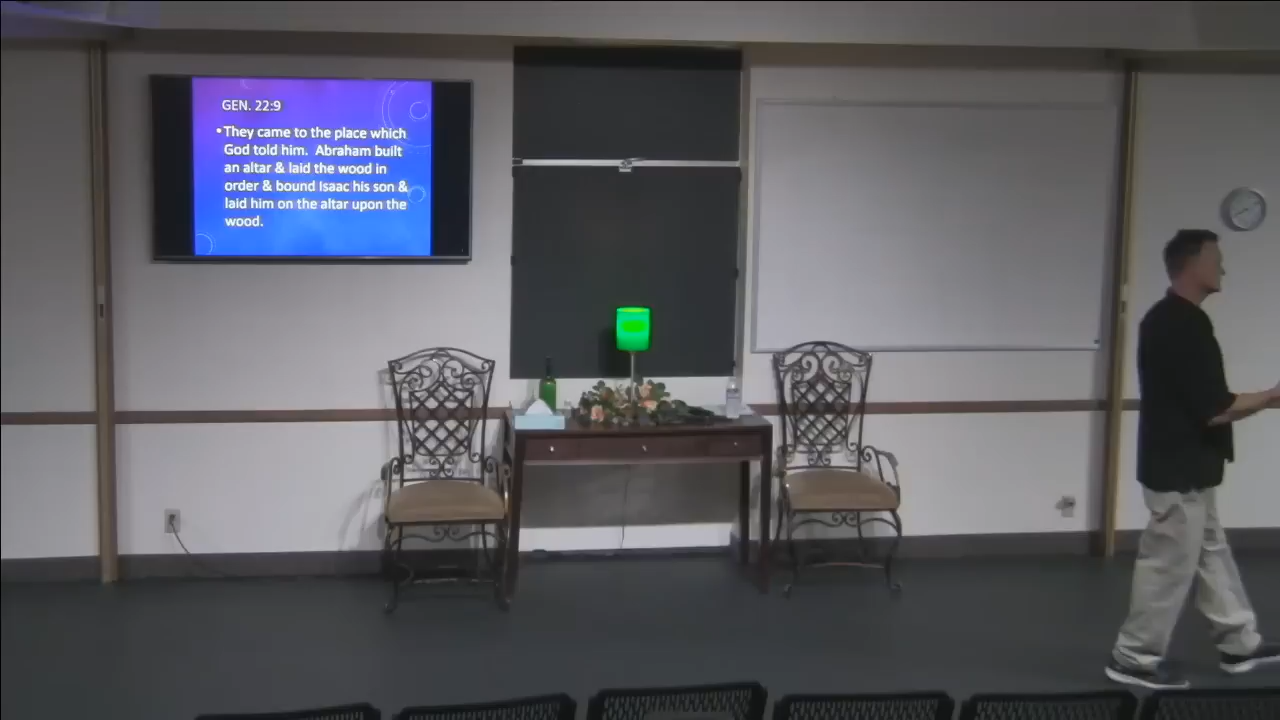 GEN. 22:9
•They came to the place which
God told him.  Abraham built
an altar & laid the wood in
order & bound Isaac his son &
laid him on the altar upon the
wood.